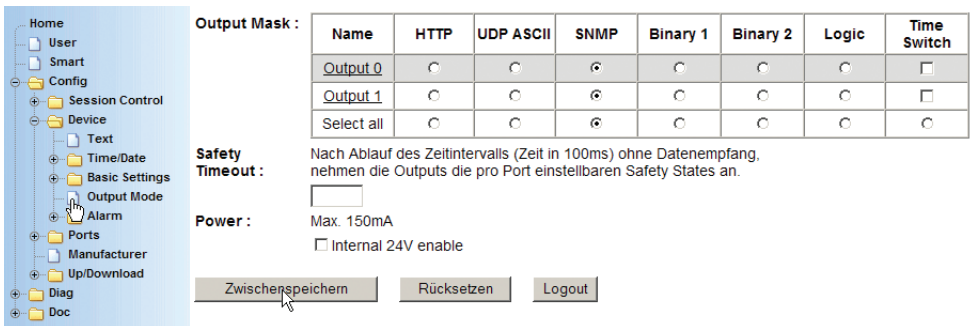 Home
User
Smart
Config
Session Control
Device
Text
Time/Date
Basic Settings
Output Mode
Alarm
Ports
Manufacturer
Up/Download
Diag
Doc
Output Mask :
Name HTTP UDP ASCII SNMP Binary 1 Binary 2 Logic Time Switch
Output 0
Output 1
Select all
Safety Timeout :
Nach Ablauf des Zeitintervalls (Zeit in 100ms) ohne Datenempfang,
nehmen die Outputs die pro Port einstellbaren Safety States an.
Power : Max. 150mA
Internal 24V enable
Zwischenspeichern Rücksetzen Logout